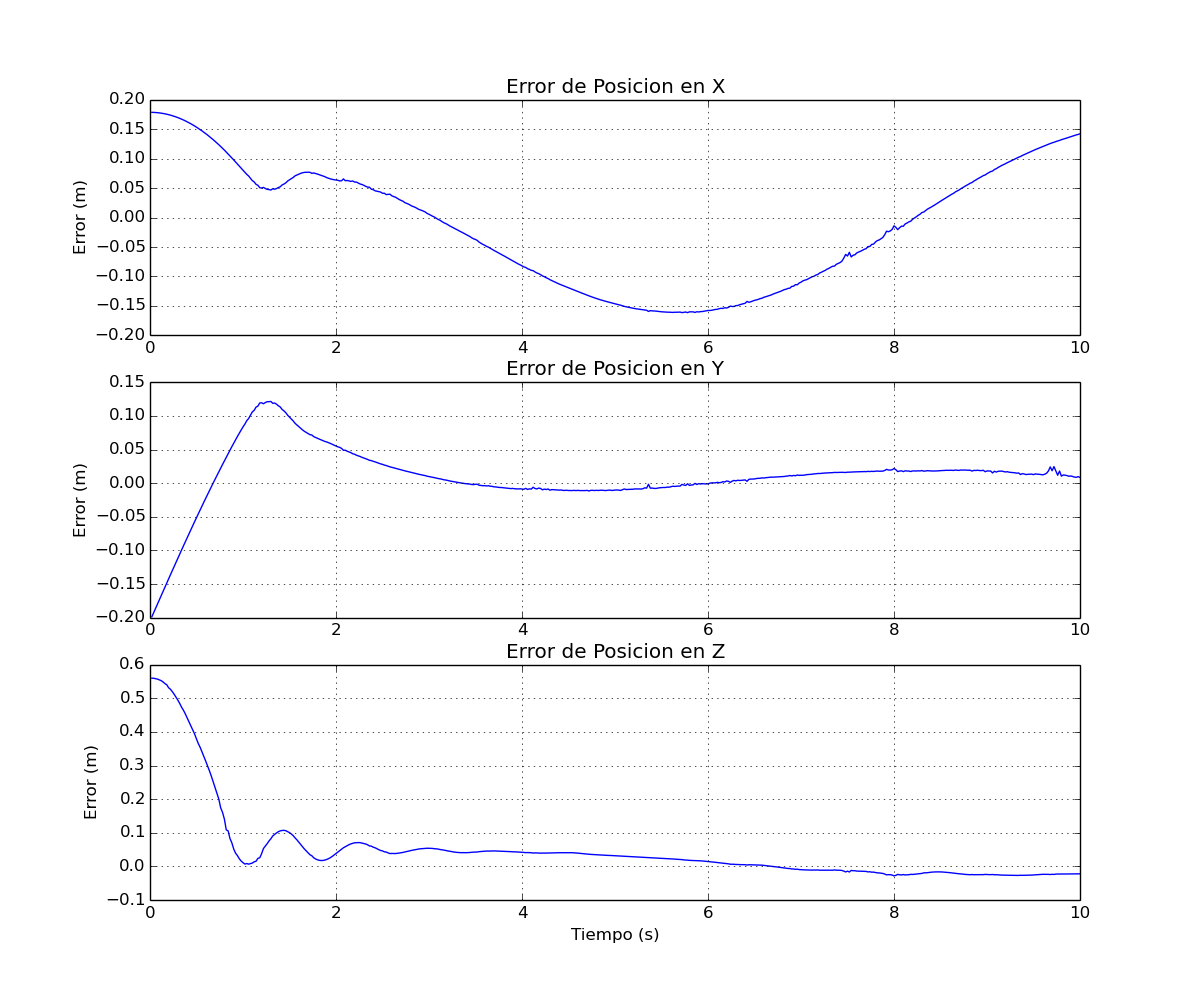 Error de Posicion en X
0.20
0.15
0.10
0.05
0.00
−0.05
−0.10
−0.15
−0.20
Error (m)
0 2 4 6 8 10
Error de Posicion en Y
0.15
0.10
0.05
0.00
−0.05
−0.10
−0.15
−0.20
Error (m)
0 2 4 6 8 10
Error de Posicion en Z
0.6
0.5
0.4
0.3
0.2
0.1
0.0
−0.1
Error (m)
0 2 4 6 8 10
Tiempo (s)